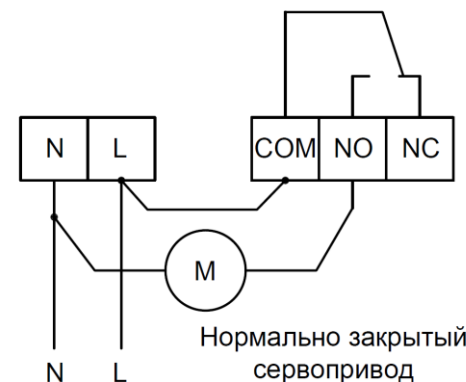 N L COM NO NC
M
Нормально закрытый
сервопривод
N L